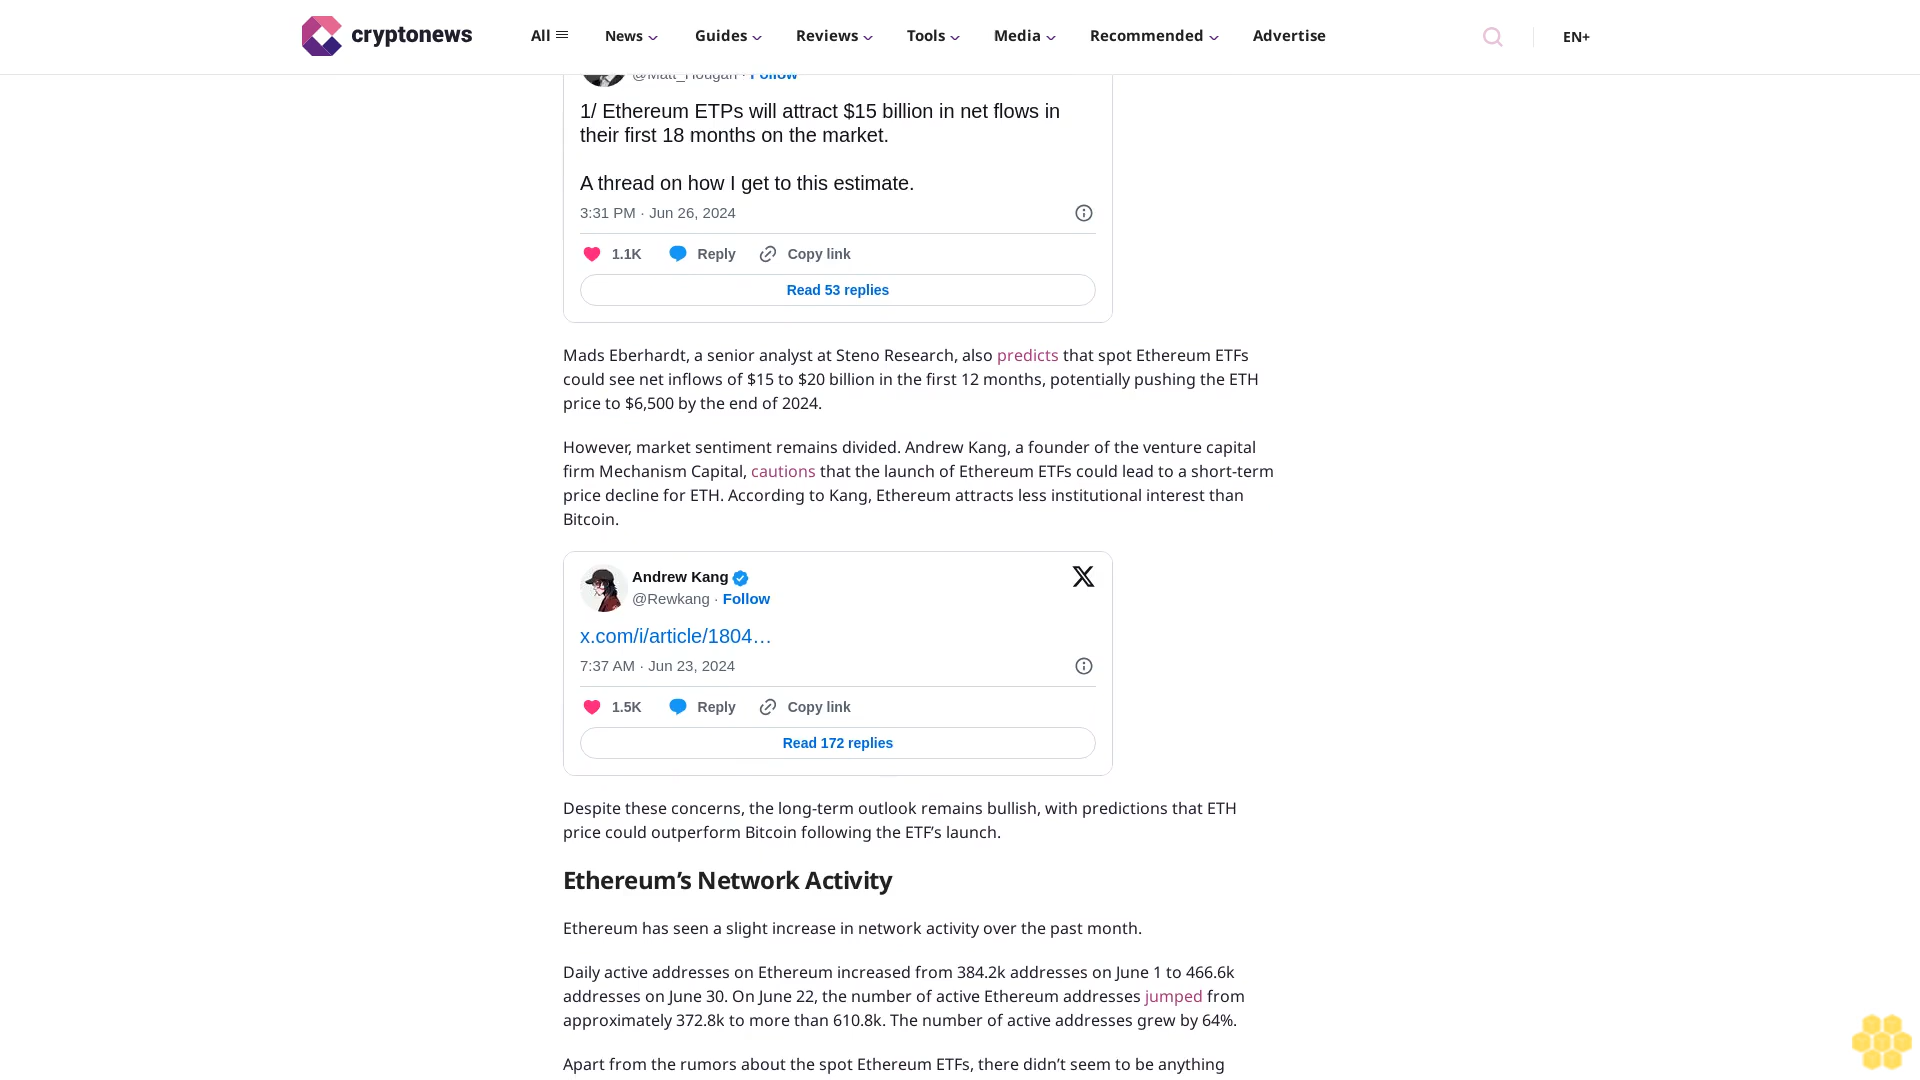 cryptonews
All
News
Guides
Reviews
Tools
Media
Recommended
Advertise
EN+
@Matt_Hougan · Follow
1/ Ethereum ETPs will attract $15 billion in net flows in
their first 18 months on the market.
A thread on how I get to this estimate.
3:31 PM · Jun 26, 2024
1.1K
Reply
Copy link
Read 53 replies
Mads Eberhardt, a senior analyst at Steno Research, also predicts that spot Ethereum ETFs
could see net inflows of $15 to $20 billion in the first 12 months, potentially pushing the ETH
price to $6,500 by the end of 2024.
However, market sentiment remains divided. Andrew Kang, a founder of the venture capital
firm Mechanism Capital, cautions that the launch of Ethereum ETFs could lead to a short-term
price decline for ETH. According to Kang, Ethereum attracts less institutional interest than
Bitcoin.
Andrew Kang
@Rewkang · Follow
x.com/i/article/1804…
7:37 AM · Jun 23, 2024
1.5K
Reply
Copy link
Read 172 replies
Despite these concerns, the long-term outlook remains bullish, with predictions that ETH
price could outperform Bitcoin following the ETF’s launch.
Ethereum’s Network Activity
Ethereum has seen a slight increase in network activity over the past month.
Daily active addresses on Ethereum increased from 384.2k addresses on June 1 to 466.6k
addresses on June 30. On June 22, the number of active Ethereum addresses jumped from
approximately 372.8k to more than 610.8k. The number of active addresses grew by 64%.
Apart from the rumors about the spot Ethereum ETFs, there didn’t seem to be anything